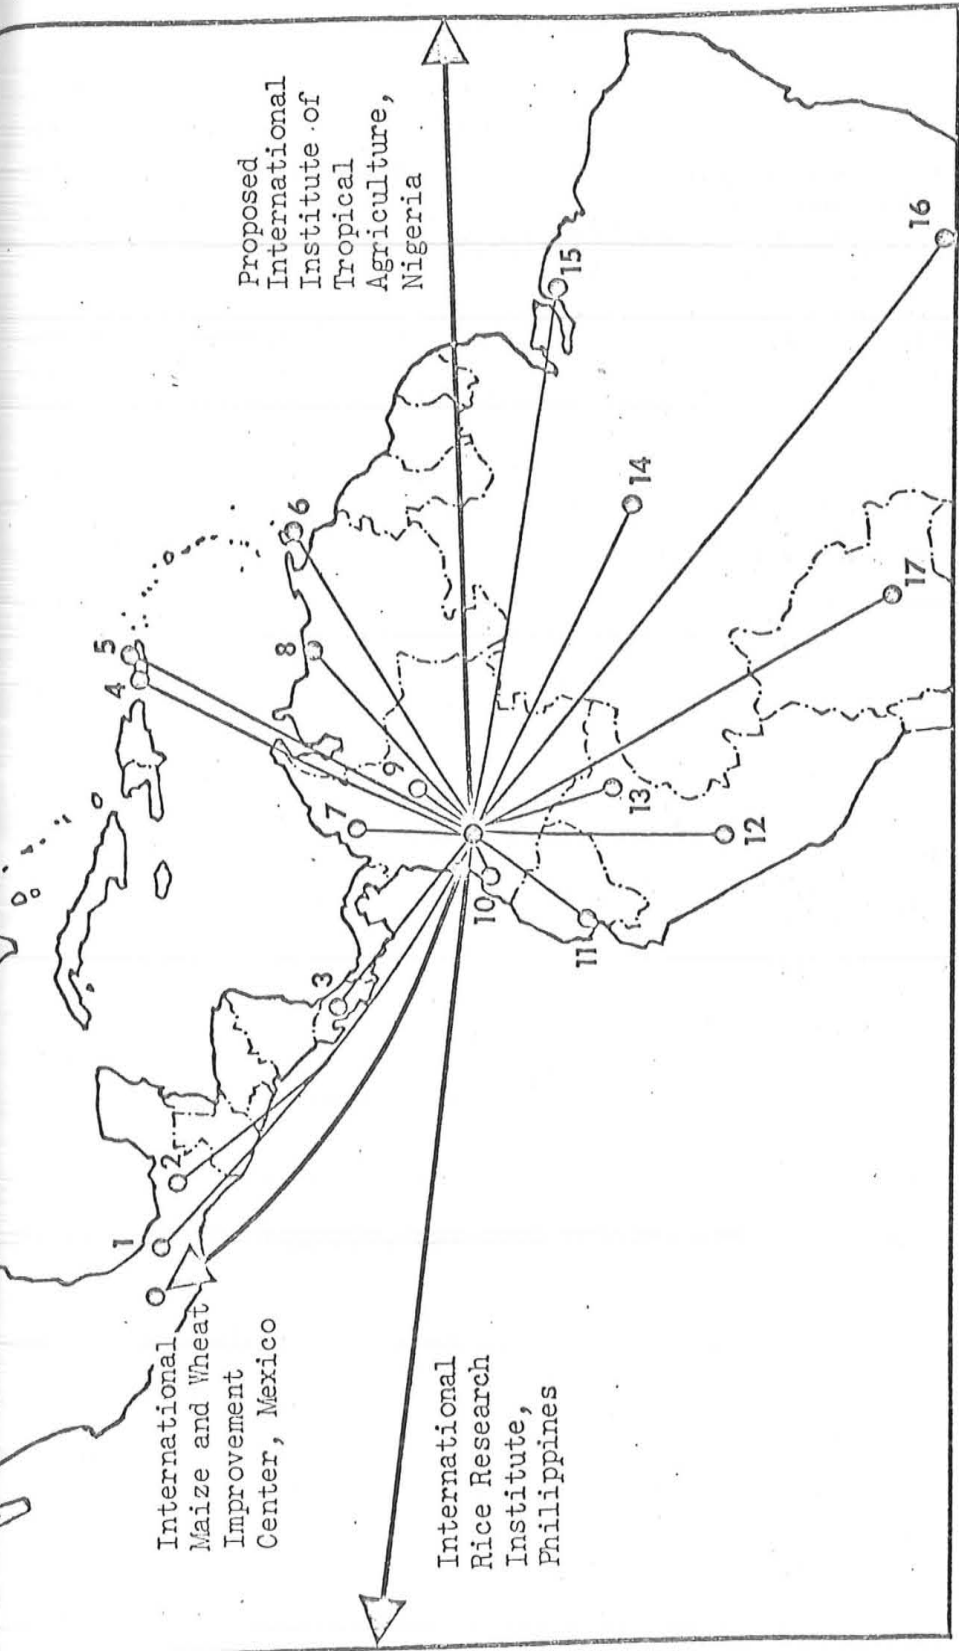 Proposed
International
Institute of
Tropical
Agriculture,
Nigeria
International
Maize and Wheat
Improvement
Center, Mexico
International
Rice Research
Institute,
Philippines
1
2
3
4
5
6
7
8
9
10
11
12
13
14
15
16
17